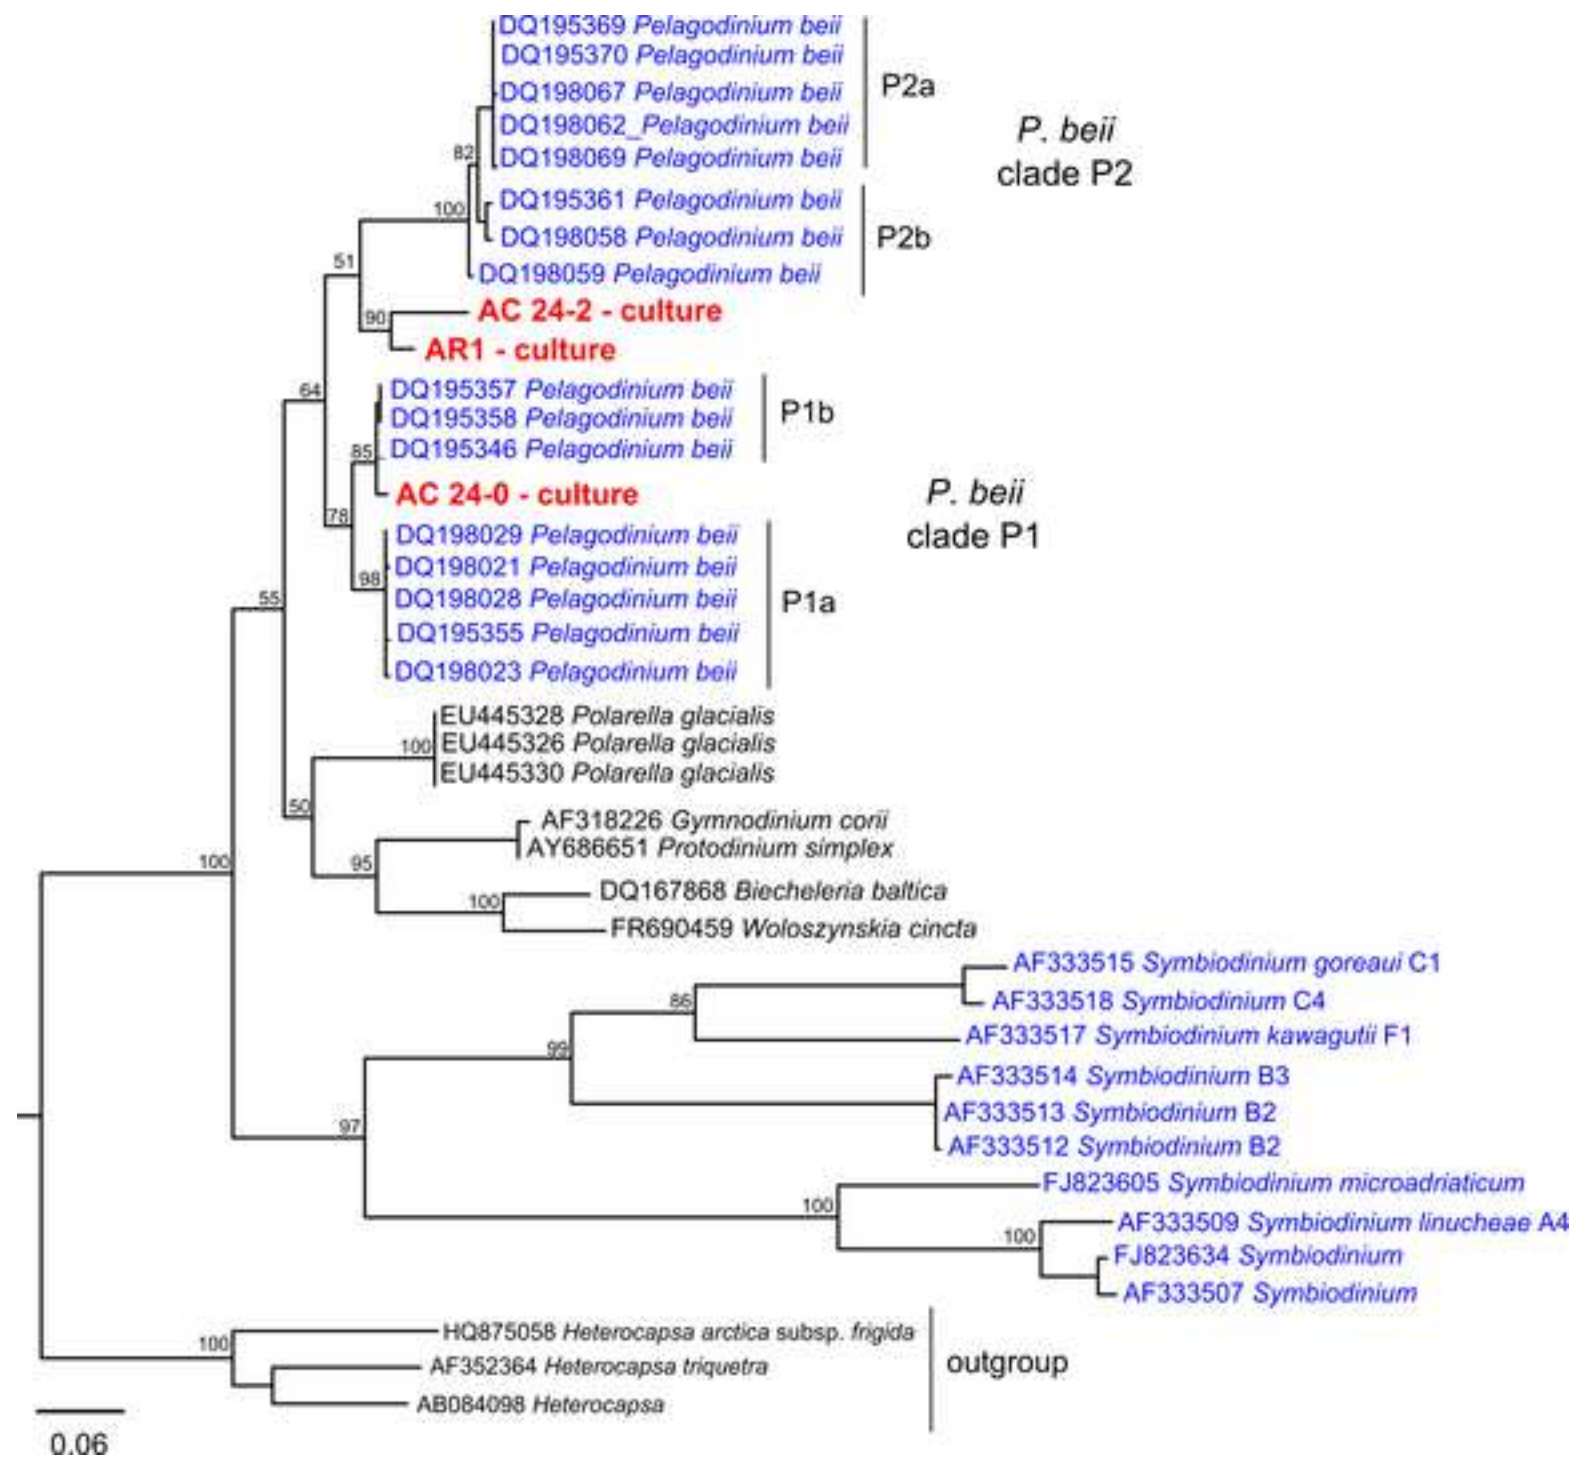 DQ195369 Pelagodinium beii
DQ195370 Pelagodinium beii
DQ198067 Pelagodinium beii
DQ198062_Pelagodinium beii
DQ198069 Pelagodinium beii
P2a
P. beii
clade P2
82
DQ195361 Pelagodinium beii
DQ198058 Pelagodinium beii
P2b
100
DQ198059 Pelagodinium beii
51
AC 24-2 - culture
90
AR1 - culture
64
DQ195357 Pelagodinium beii
DQ195358 Pelagodinium beii
DQ195346 Pelagodinium beii
P1b
85
AC 24-0 - culture
P. beii
clade P1
78
DQ198029 Pelagodinium beii
DQ198021 Pelagodinium beii
DQ198028 Pelagodinium beii
DQ195355 Pelagodinium beii
DQ198023 Pelagodinium beii
P1a
98
55
EU445328 Polarella glacialis
EU445326 Polarella glacialis
EU445330 Polarella glacialis
100
50
AF318226 Gymnodinium corii
AY686651 Protodinium simplex
95
100
DQ167868 Biecheleria baltica
100
FR690459 Woloszynskia cincta
AF333515 Symbiodinium goreaui C1
AF333518 Symbiodinium C4
86
AF333517 Symbiodinium kawagutii F1
99
AF333514 Symbiodinium B3
AF333513 Symbiodinium B2
AF333512 Symbiodinium B2
97
FJ823605 Symbiodinium microadriaticum
100
AF333509 Symbiodinium linucheae A4
100
FJ823634 Symbiodinium
AF333507 Symbiodinium
HQ875058 Heterocapsa arctica subsp. frigida
100
AF352364 Heterocapsa triquetra
AB084098 Heterocapsa
outgroup
0.06